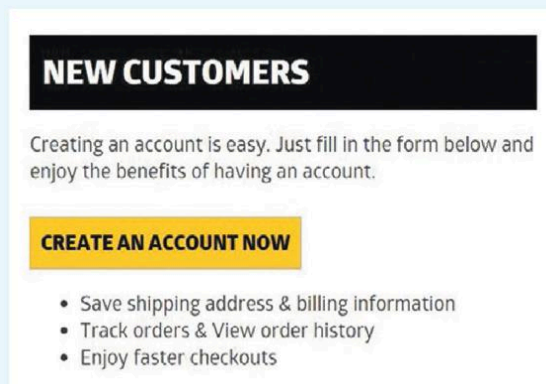 NEW CUSTOMERS
Creating an account is easy. Just fill in the form below and
enjoy the benefits of having an account.
CREATE AN ACCOUNT NOW
• Save shipping address & billing information
• Track orders & View order history
• Enjoy faster checkouts